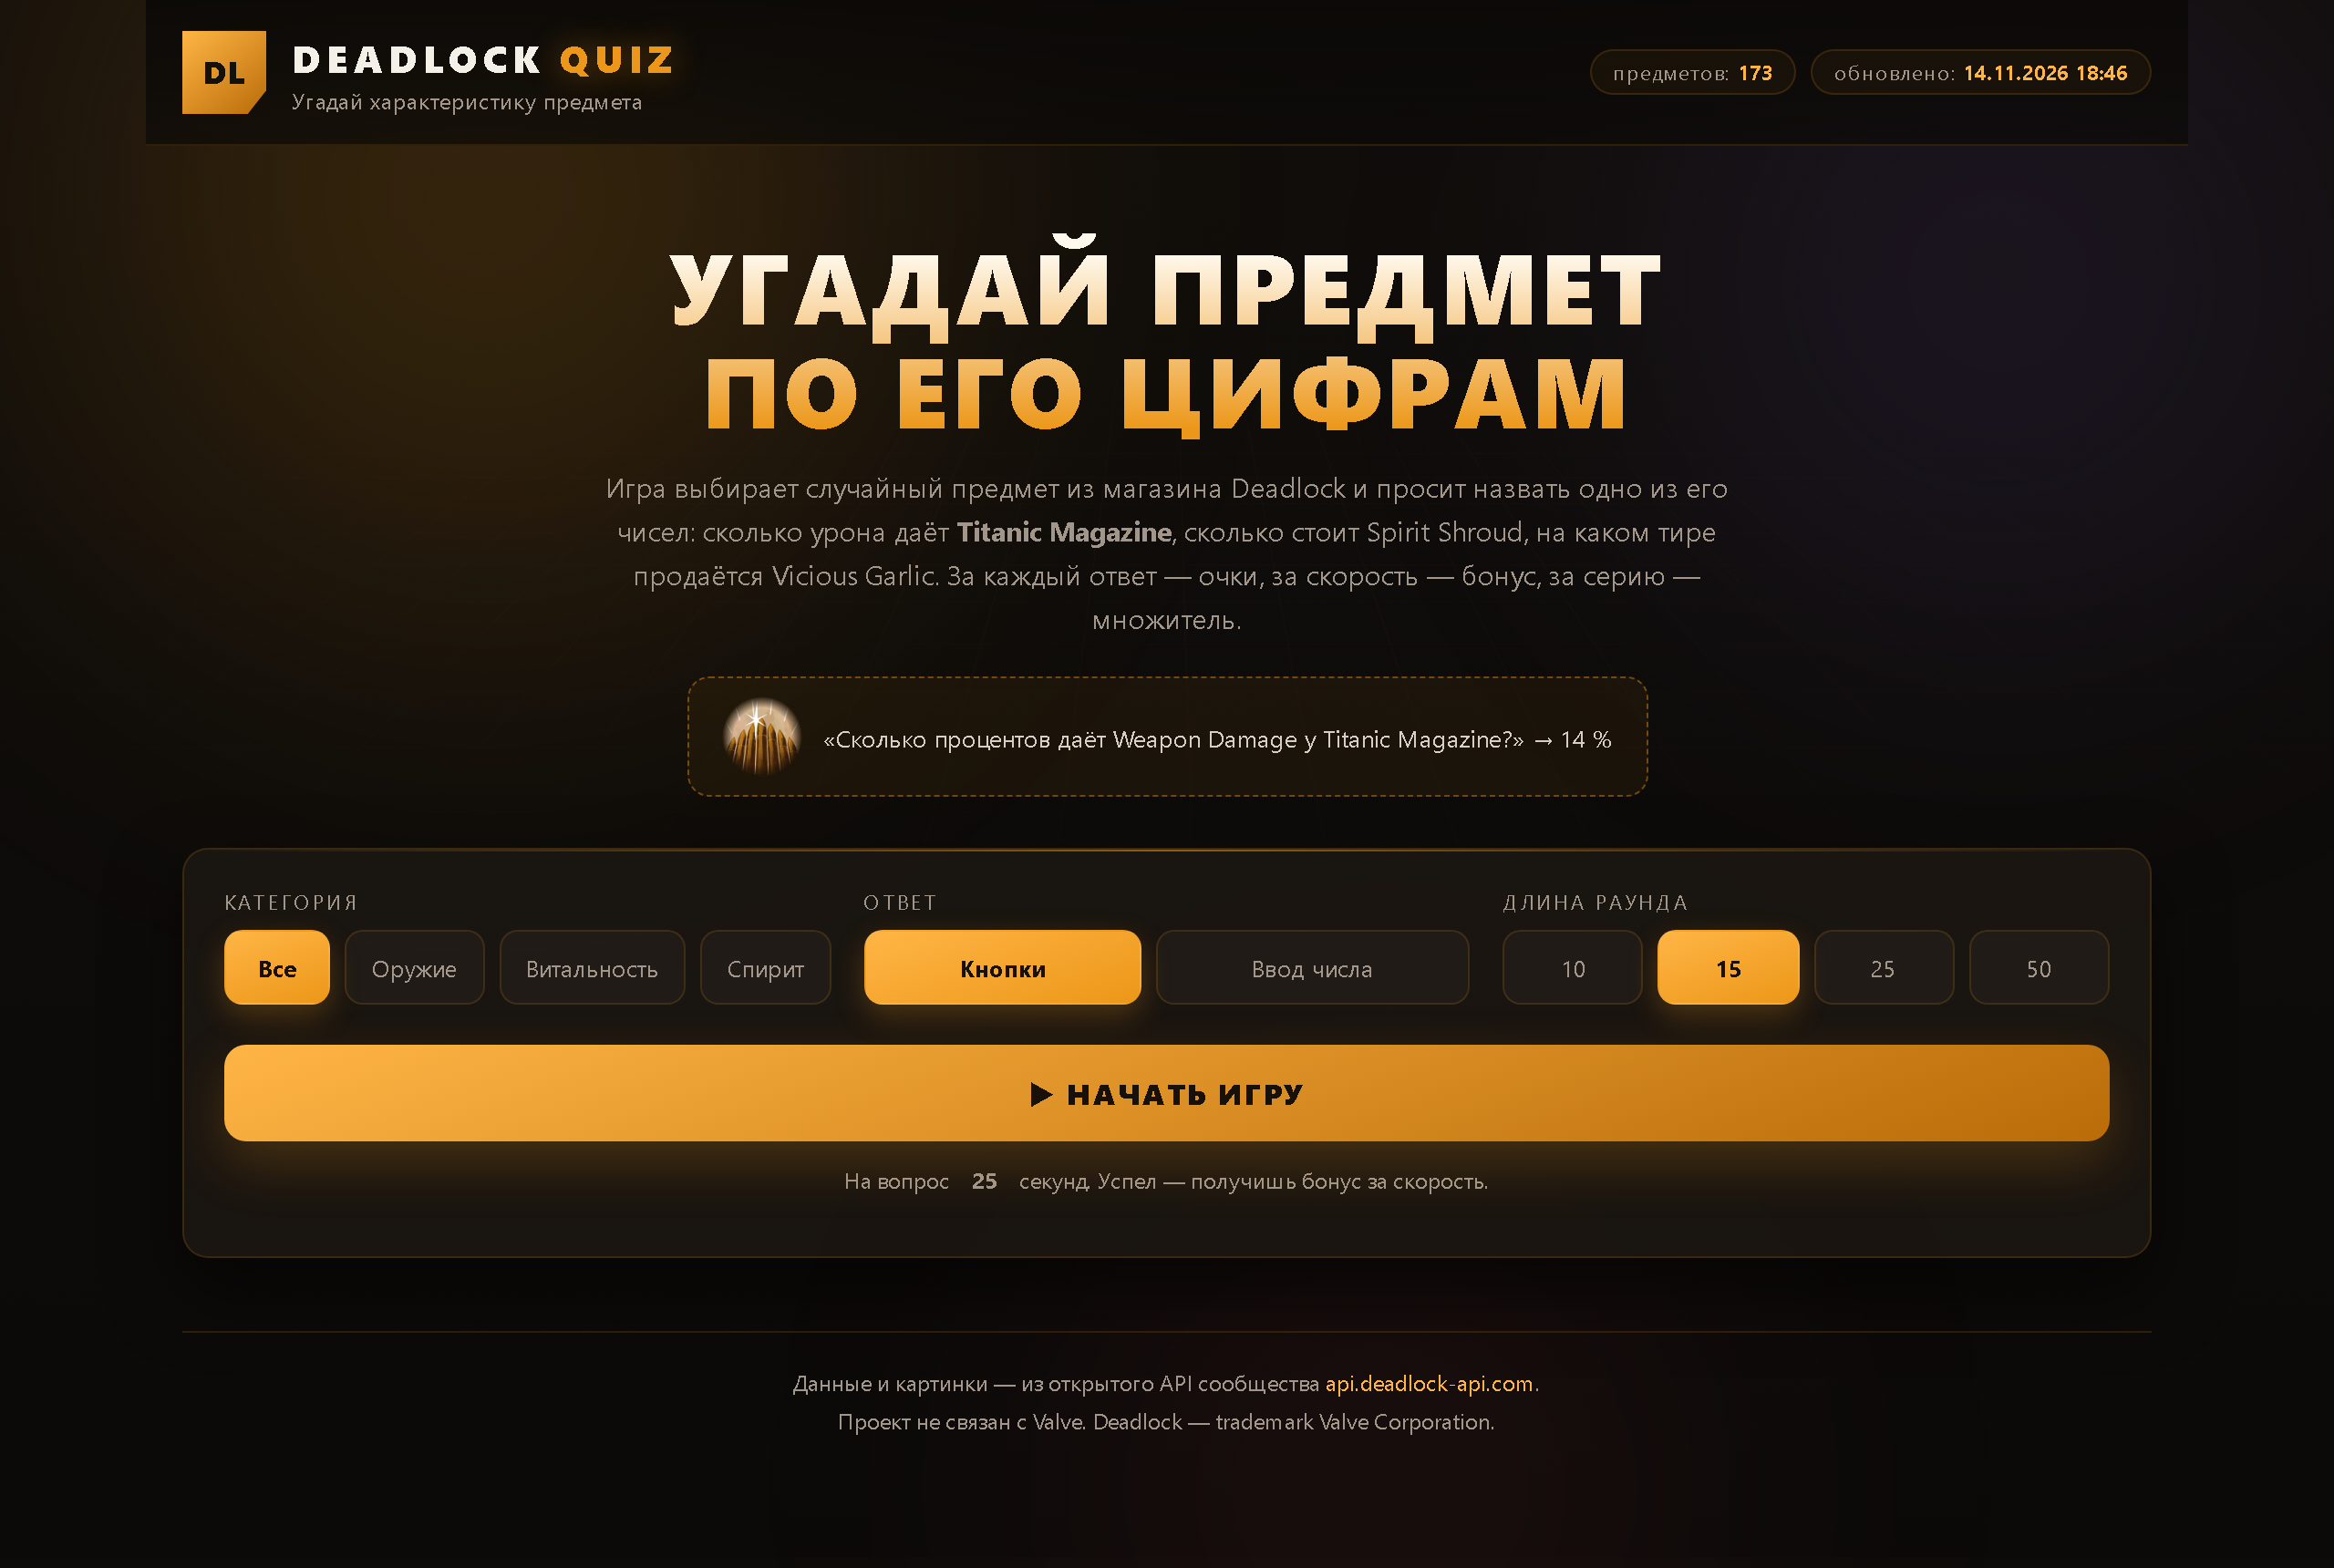 DL
DEADLOCK QUIZ
Угадай характеристику предмета
предметов: 173
обновлено: 14.11.2026 18:46
УГАДАЙ ПРЕДМЕТ
ПО ЕГО ЦИФРАМ
Игра выбирает случайный предмет из магазина Deadlock и просит назвать одно из его
чисел: сколько урона даёт Titanic Magazine, сколько стоит Spirit Shroud, на каком тире
продаётся Vicious Garlic. За каждый ответ — очки, за скорость — бонус, за серию —
множитель.
«Сколько процентов даёт Weapon Damage у Titanic Magazine?» → 14 %
КАТЕГОРИЯ
Все Оружие Витальность Спирит
ОТВЕТ
Кнопки Ввод числа
ДЛИНА РАУНДА
10 15 25 50
▶ НАЧАТЬ ИГРУ
На вопрос 25 секунд. Успел — получишь бонус за скорость.
Данные и картинки — из открытого API сообщества api.deadlock-api.com.
Проект не связан с Valve. Deadlock — trademark Valve Corporation.